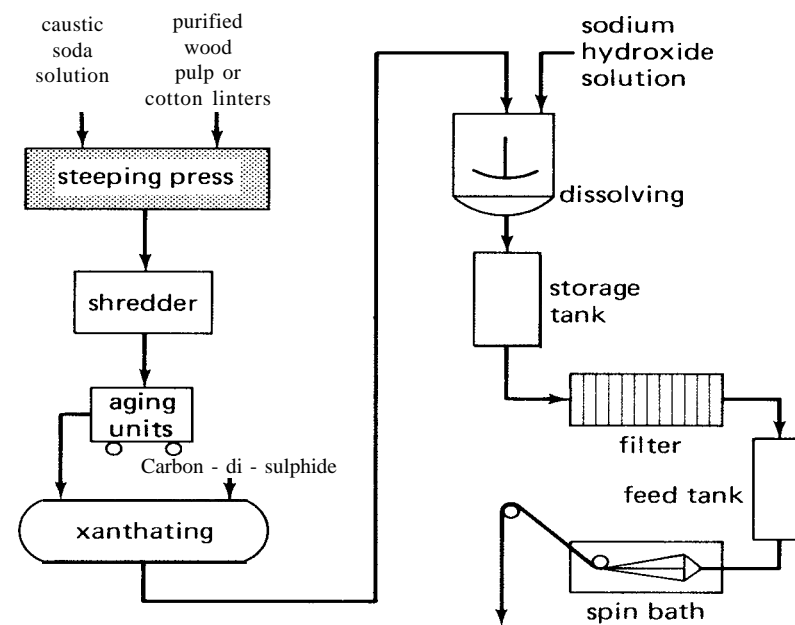 caustic
soda
solution
purified
wood
pulp or
cotton linters
steeping press
shredder
aging
units
Carbon - di - sulphide
xanthating
sodium
hydroxide
solution
dissolving
storage
tank
filter
feed tank
spin bath